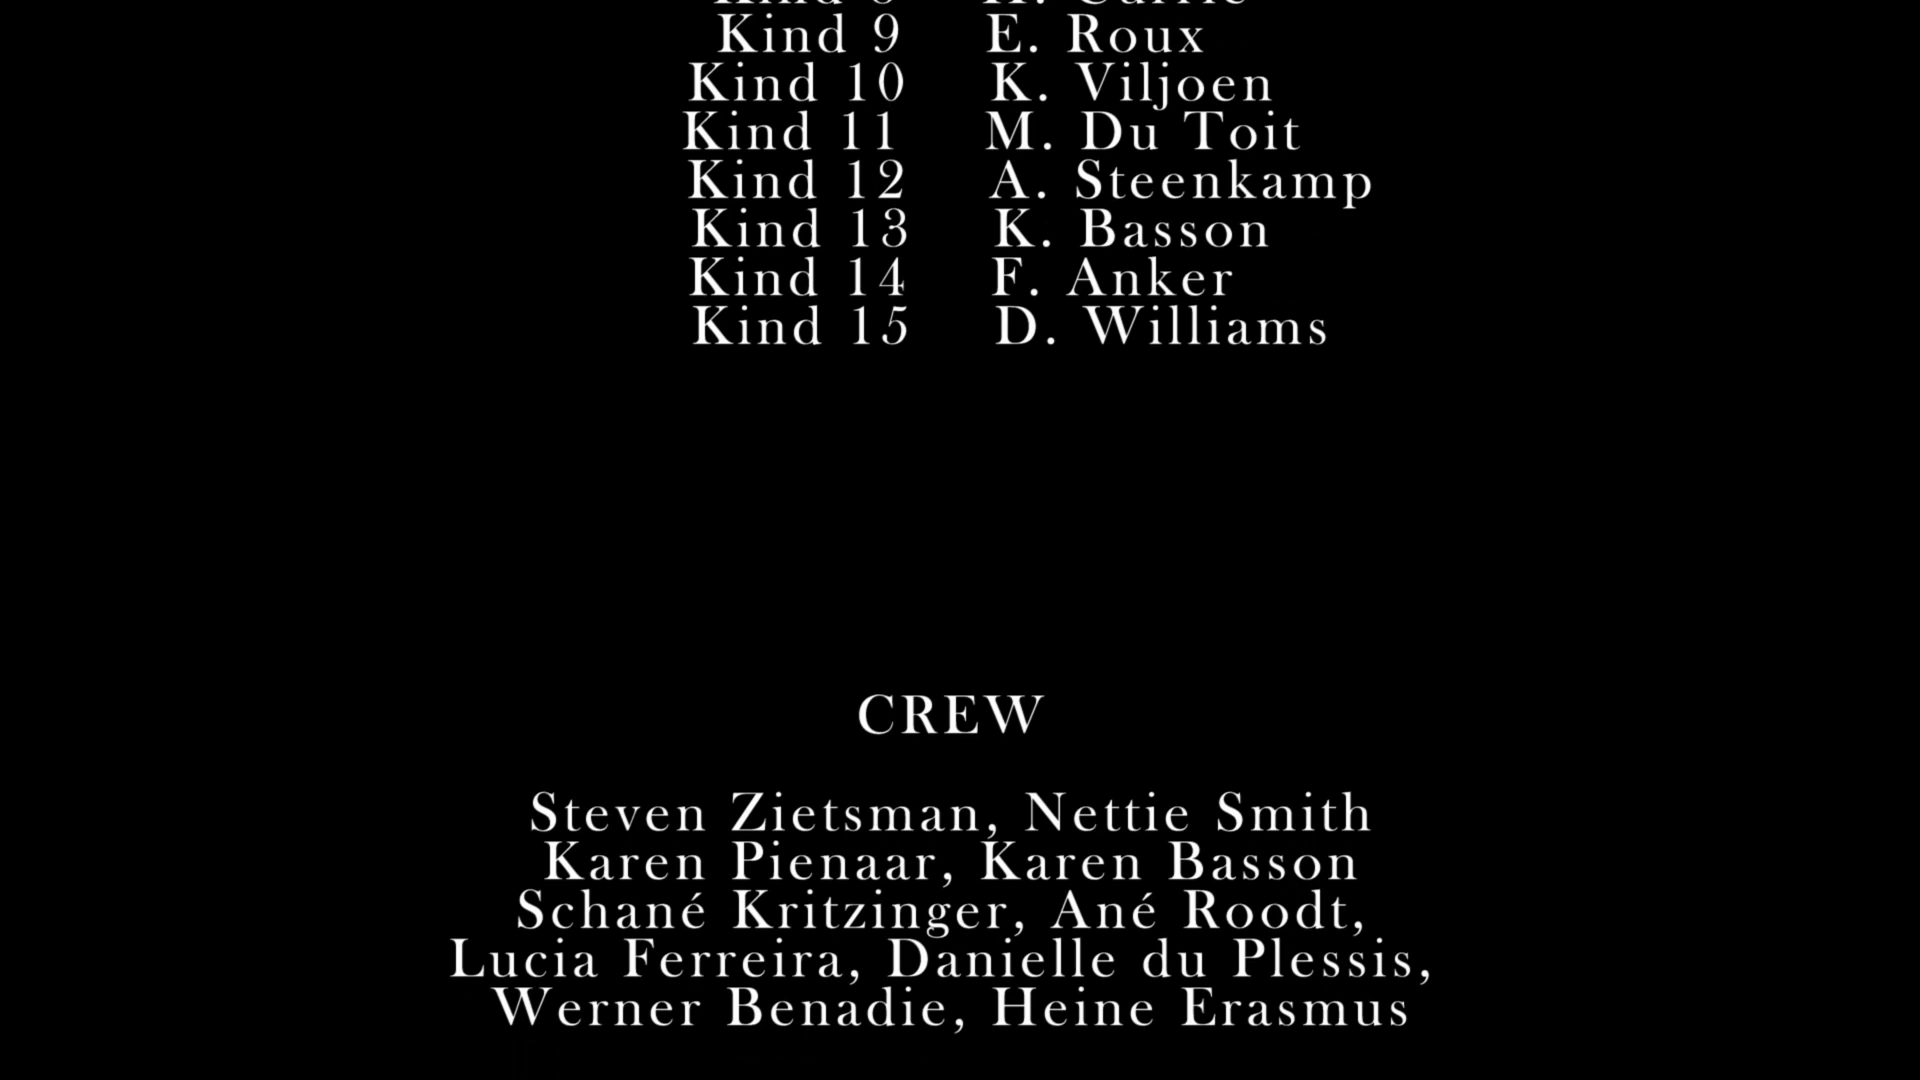 Kind 9 E. Roux
Kind 10 K. Viljoen
Kind 11 M. Du Toit
Kind 12 A. Steenkamp
Kind 13 K. Basson
Kind 14 F. Anker
Kind 15 D. Williams
CREW
Steven Zietsman, Nettie Smith
Karen Pienaar, Karen Basson
Schané Kritzinger, Ané Roodt,
Lucia Ferreira, Danielle du Plessis,
Werner Benadie, Heine Erasmus